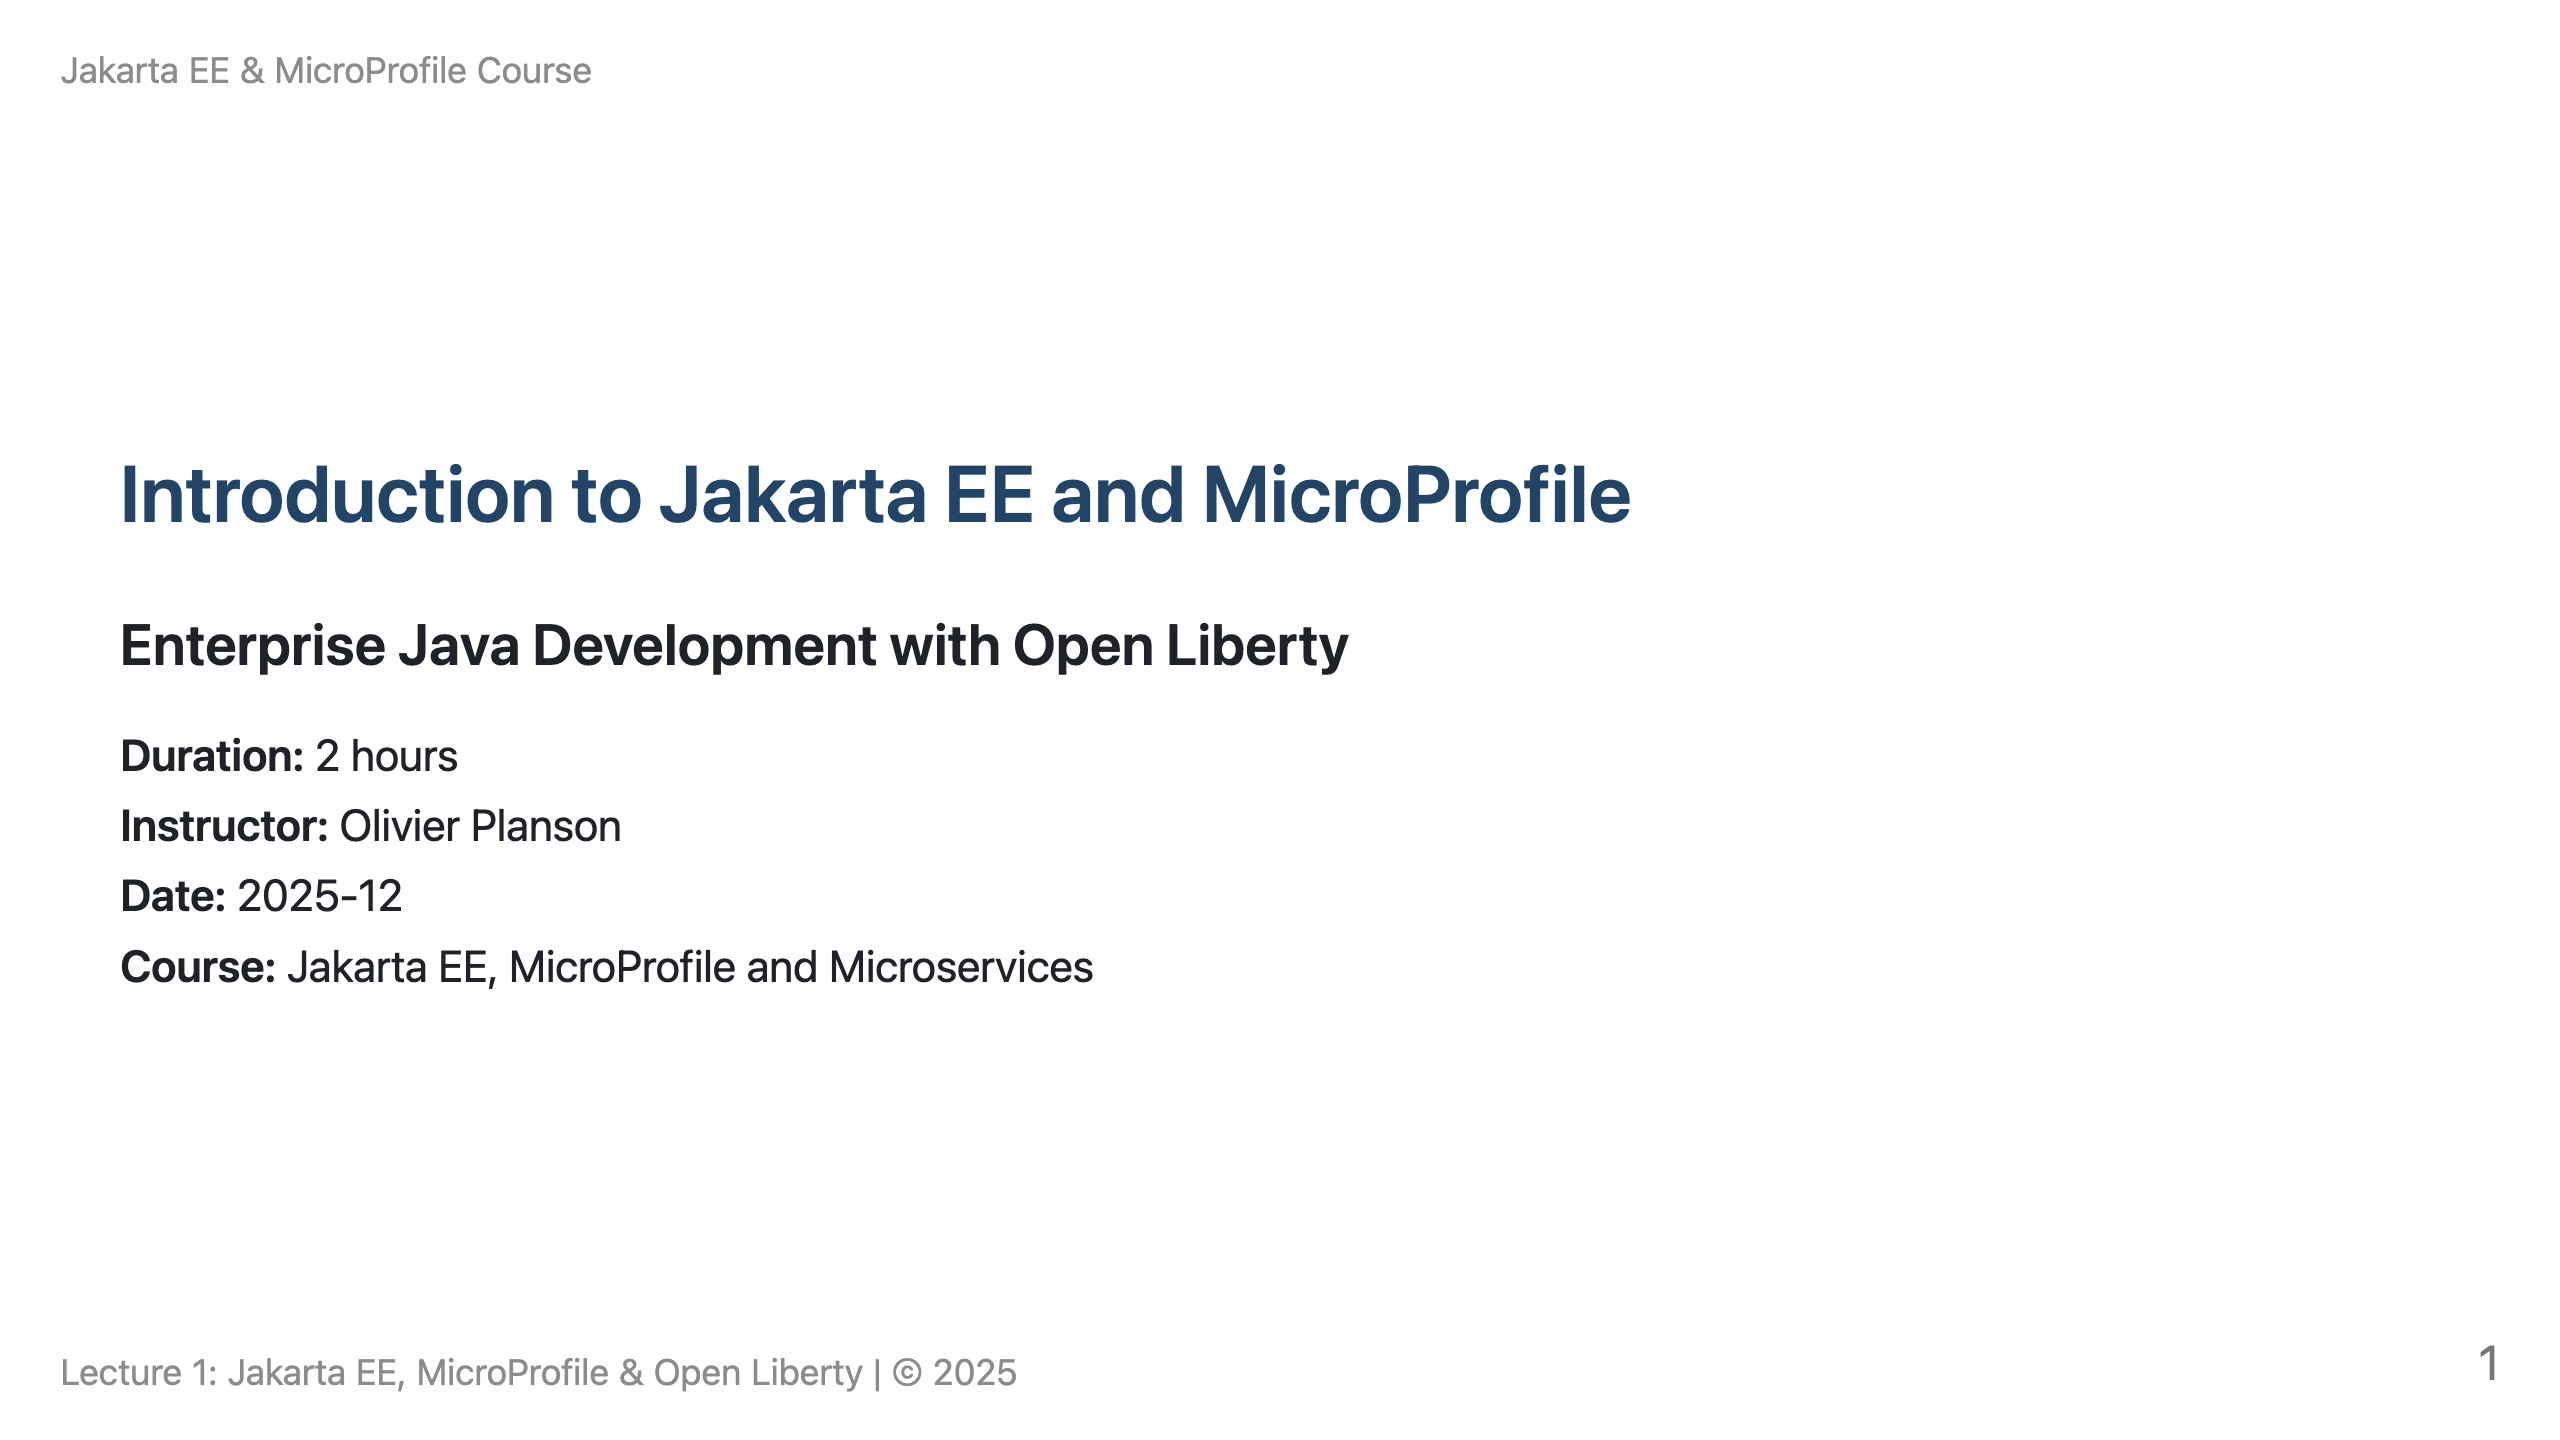 Jakarta EE & MicroProfile Course
Introduction to Jakarta EE and MicroProfile
Enterprise Java Development with Open Liberty
Duration: 2 hours
Instructor: Olivier Planson
Date: 2025-12
Course: Jakarta EE, MicroProfile and Microservices
Lecture 1: Jakarta EE, MicroProfile & Open Liberty | © 2025
1